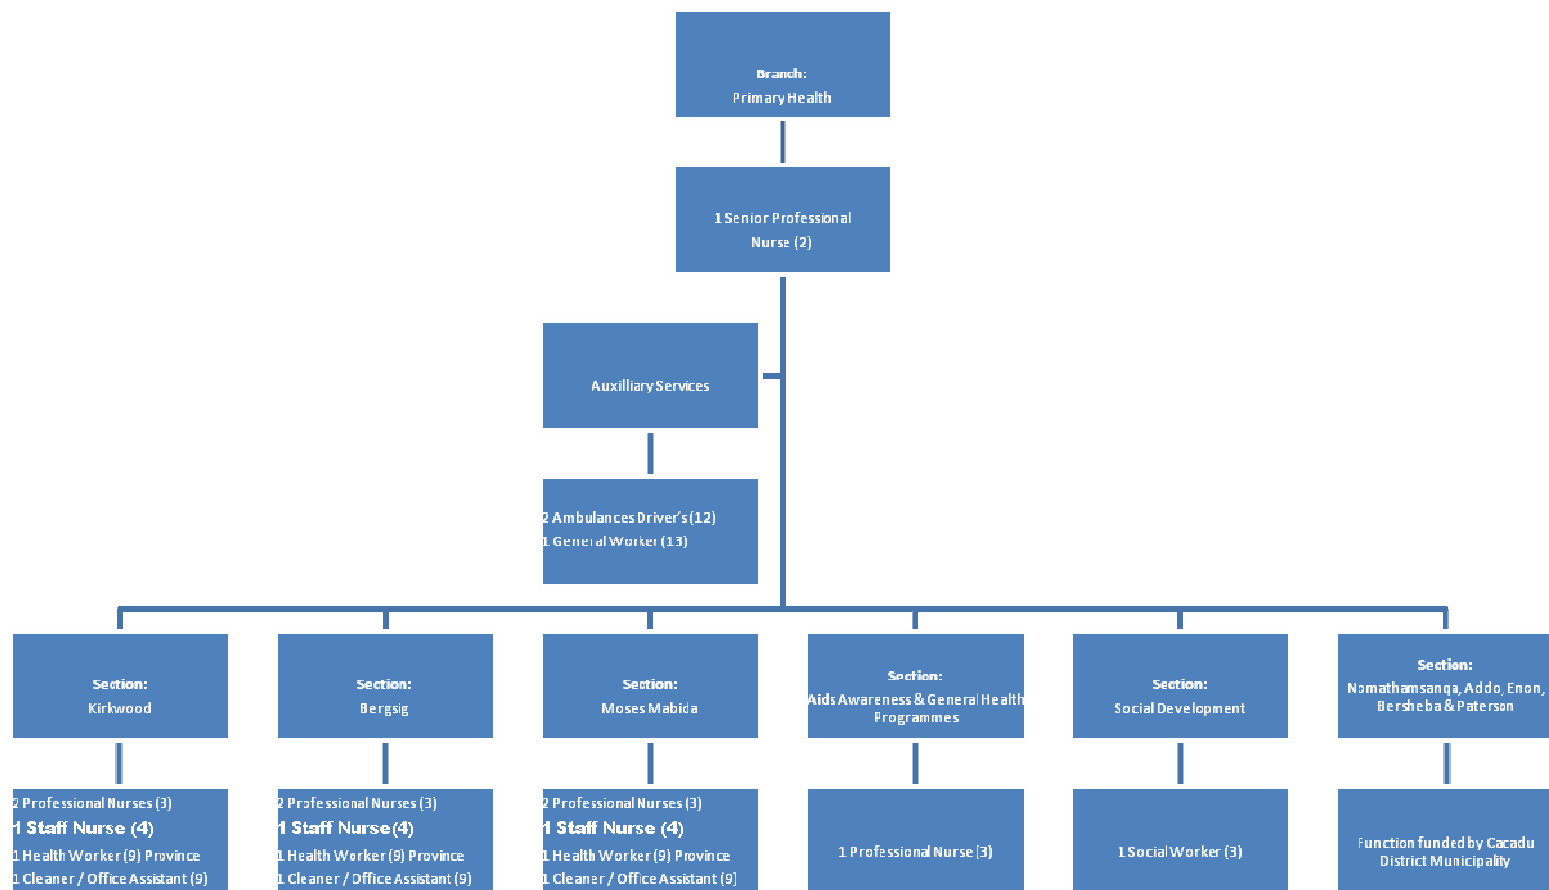 Branch:
Primary Health
1 Senior Professional
Nurse (2)
Auxilliary Services
2 Ambulances Driver's (12)
1 General Worker (13)
Section:
Kirkwood
Section:
Bergsig
Section:
Moses Mabida
Section:
Aids Awareness & General Health
Programmes
Section:
Social Development
Section:
Nomathamsanqa, Addo, Enon,
Bersheba & Paterson
2 Professional Nurses (3)
1 Staff Nurse (4)
1 Health Worker (9) Province
1 Cleaner / Office Assistant (9)
2 Professional Nurses (3)
1 Staff Nurse (4)
1 Health Worker (9) Province
1 Cleaner / Office Assistant (9)
2 Professional Nurses (3)
1 Staff Nurse (4)
1 Health Worker (9) Province
1 Cleaner / Office Assistant (9)
1 Professional Nurse (3)
1 Social Worker (3)
Function funded by Cacadu
District Municipality